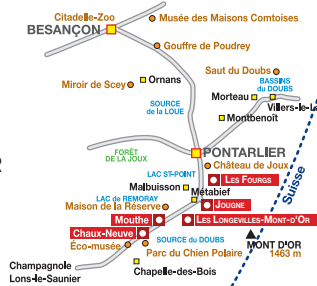 Citadelle-Zoo
Musée des Maisons Comtoises
BESANÇON
Gouffre de Poudrey
Saut du Doubs
Miroir de Scey
Ornans
BASSINS
du DOUBS
Morteau
Villers-le-La
SOURCE
de la LOUE
Montbenoît
FORÊT
DE LA JOUX
PONTARLIER
Château de Joux
LAC ST-POINT
LES FOURGS
Malbuisson
Métabief
LAC de REMORAY
JOUGNE
Suisse
Maison de la Réserve
Mouthe
LES LONGEVILLES-MONT-D'OR
Chaux-Neuve
SOURCE du DOUBS
MONT D'OR
1463 m
Éco-musée
Parc du Chien Polaire
Champagnole
Lons-le-Saunier
Chapelle-des-Bois
R